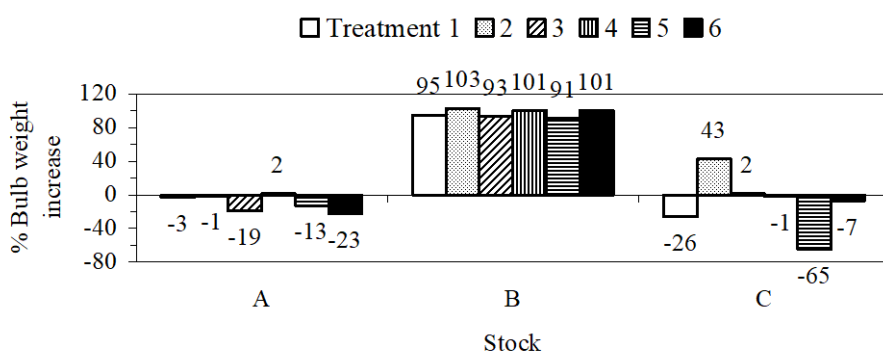 Treatment 1 2 3 4 5 6
% Bulb weight
increase
120
80
40
0
-40
-80
-3 -1 -19 2 -13 -23
95 103 93 101 91 101
-26 43 2 -1 -65 -7
A B C
Stock